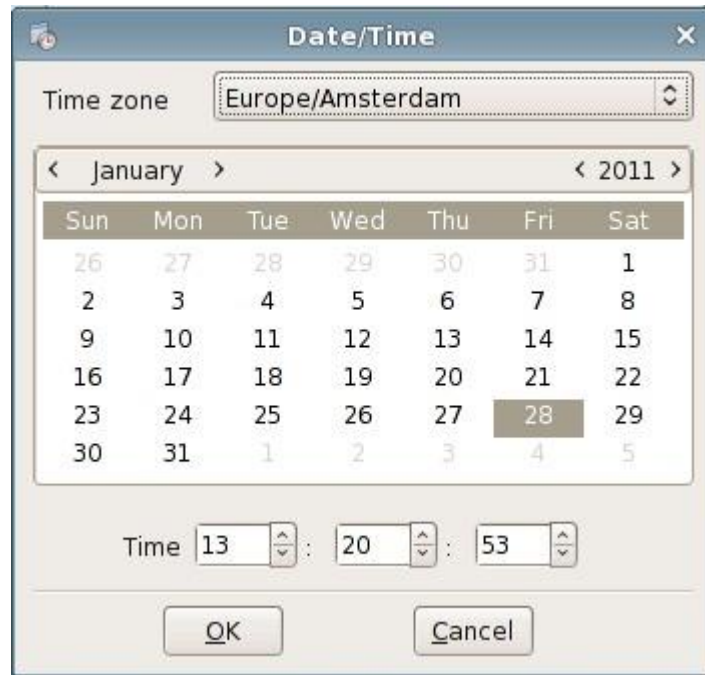 Date/Time
Time zone Europe/Amsterdam
< January > < 2011 >
Sun Mon Tue Wed Thu Fri Sat
26 27 28 29 30 31 1
2 3 4 5 6 7 8
9 10 11 12 13 14 15
16 17 18 19 20 21 22
23 24 25 26 27 28 29
30 31 1 2 3 4 5
Time 13 : 20 : 53
OK Cancel